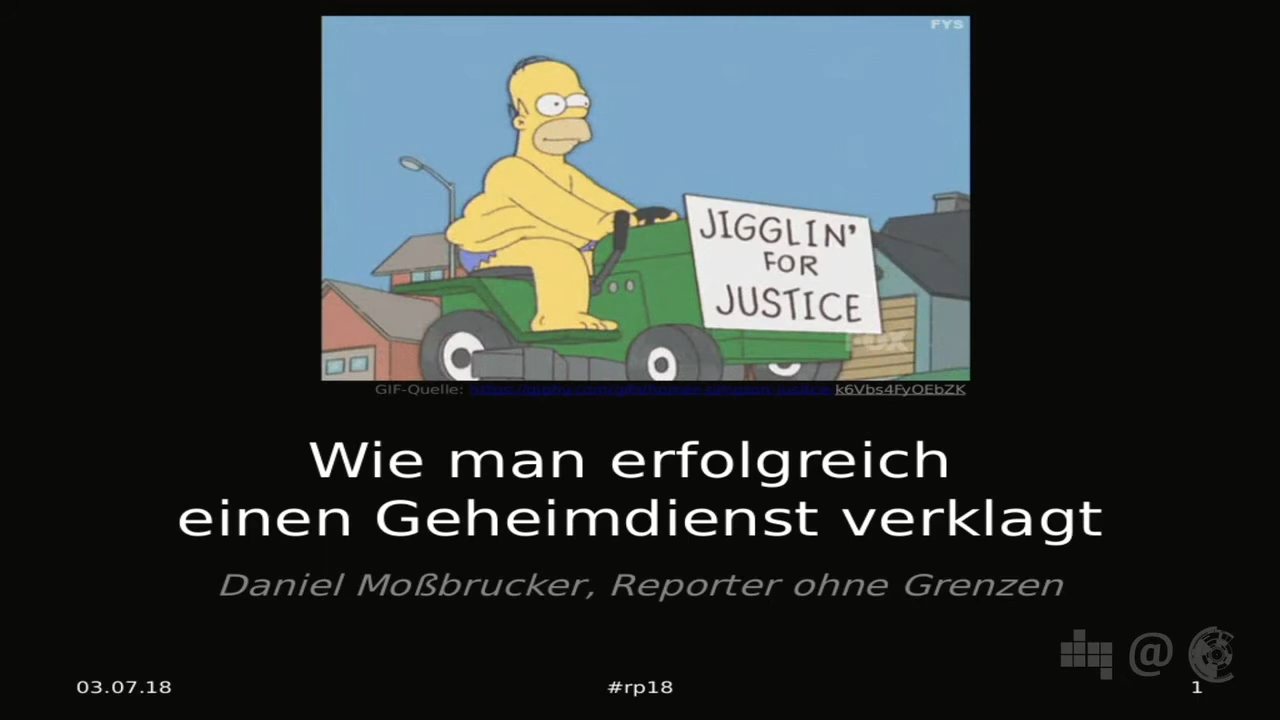 FYS
JIGGLIN'
FOR
JUSTICE
FOX
GIF-Quelle: k6Vbs4FyOEbZK
Wie man erfolgreich
einen Geheimdienst verklagt
Daniel Moßbrucker, Reporter ohne Grenzen
@
03.07.18
#rp18
1